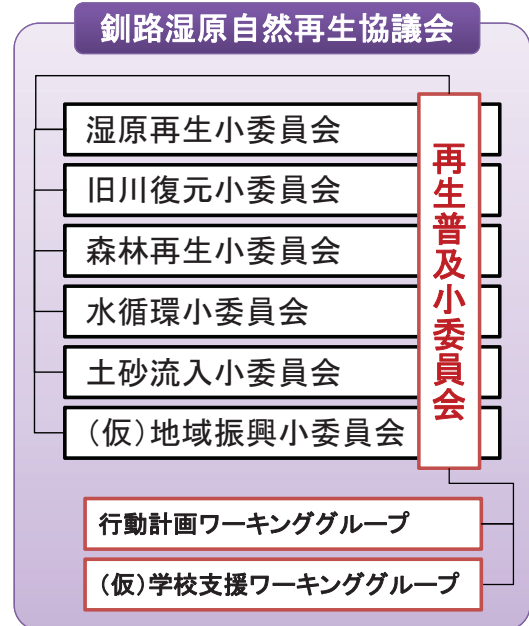 釧路湿原自然再生協議会
湿原再生小委員会
旧川復元小委員会
森林再生小委員会
水循環小委員会
土砂流入小委員会
（仮）地域振興小委員会
再生普及小委員会
行動計画ワーキンググループ
（仮）学校支援ワーキンググループ